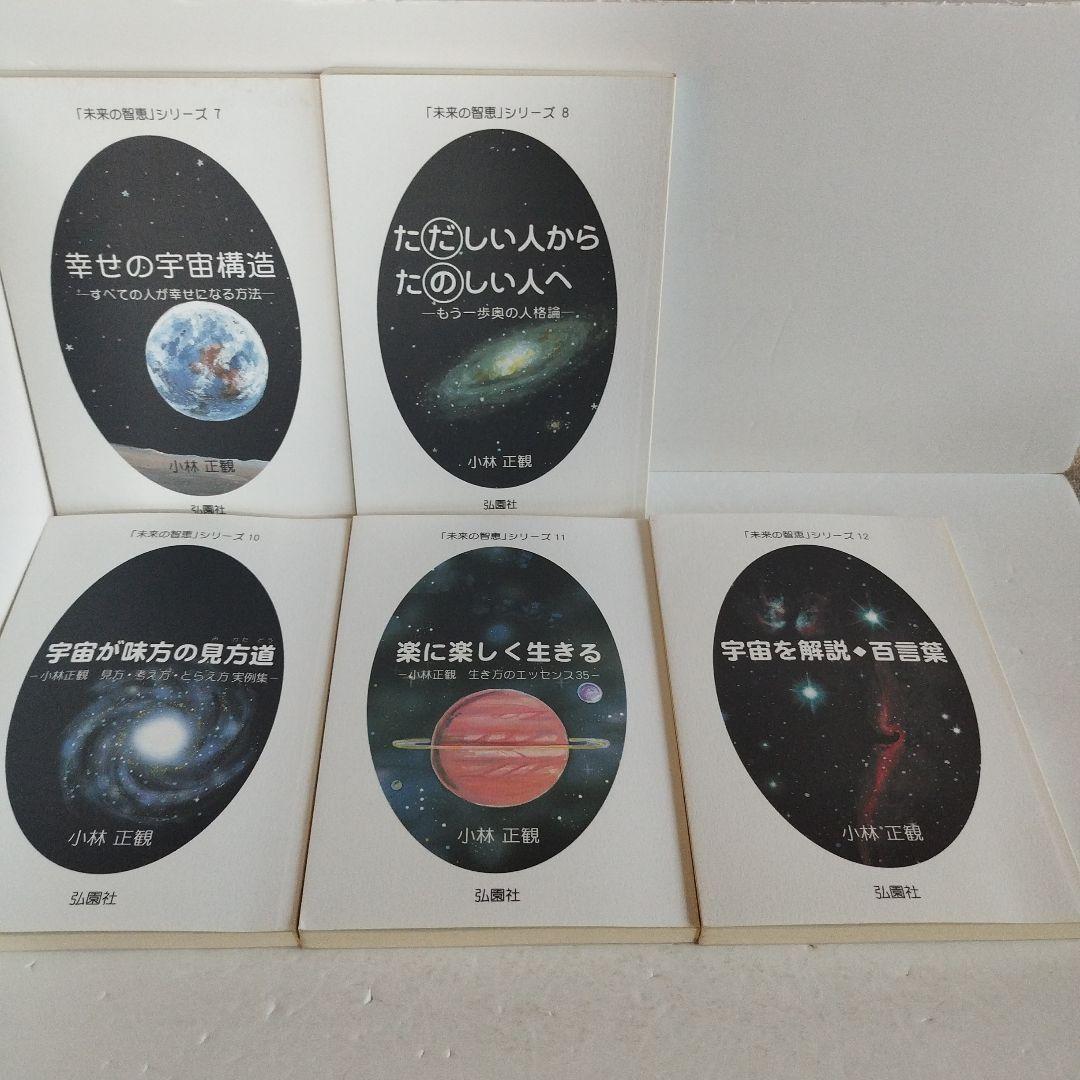 「未来の智恵」シリーズ 7
幸せの宇宙構造
―すべての人が幸せになる方法―
小林 正観
弘園社
「未来の智恵」シリーズ 8
ただしい人から
たのしい人へ
―もう一歩奥の人格論―
小林 正観
弘園社
「未来の智恵」シリーズ 10
み かた どう
宇宙が味方の見方道
―小林正観 見方・考え方・とらえ方 実例集―
小林 正観
弘園社
「未来の智恵」シリーズ 11
楽に楽しく生きる
―小林正観 生き方のエッセンス35―
小林 正観
弘園社
「未来の智恵」シリーズ 12
宇宙を解説◆百言葉
小林 正観
弘園社